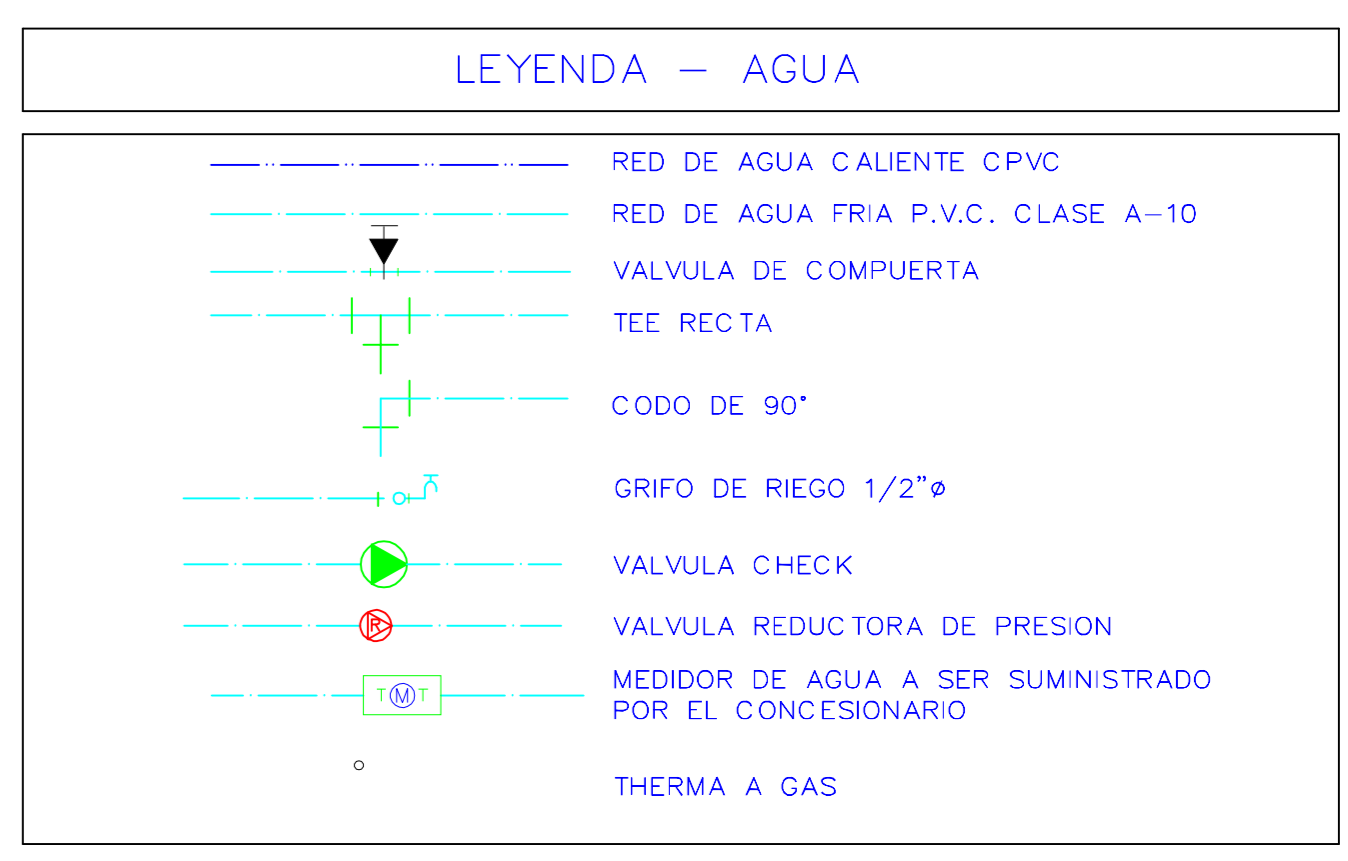 LEYENDA – AGUA
RED DE AGUA CALIENTE CPVC
RED DE AGUA FRIA P.V.C. CLASE A–10
VALVULA DE COMPUERTA
TEE RECTA
CODO DE 90°
GRIFO DE RIEGO 1/2”ø
VALVULA CHECK
R
VALVULA REDUCTORA DE PRESION
T M T
MEDIDOR DE AGUA A SER SUMINISTRADO
POR EL CONCESIONARIO
THERMA A GAS